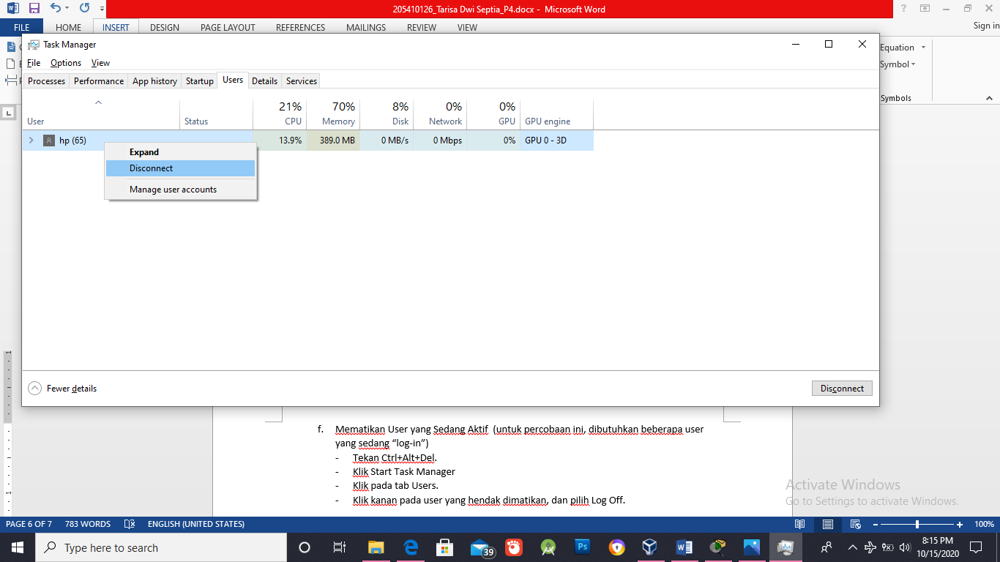 205410126_Tarisa Dwi Septia_P4.docx - Microsoft Word
FILE HOME INSERT DESIGN PAGE LAYOUT REFERENCES MAILINGS REVIEW VIEW Sign in
Equation
Symbol
Symbols
Task Manager
File Options View
Processes Performance App history Startup Users Details Services
21% 70% 8% 0% 0%
User Status CPU Memory Disk Network GPU GPU engine
hp (65) 13.9% 389.0 MB 0 MB/s 0 Mbps 0% GPU 0 - 3D
Expand
Disconnect
Manage user accounts
Fewer details Disconnect
f. Mematikan User yang Sedang Aktif (untuk percobaan ini, dibutuhkan beberapa user
yang sedang “log-in”)
- Tekan Ctrl+Alt+Del.
- Klik Start Task Manager
- Klik pada tab Users.
- Klik kanan pada user yang hendak dimatikan, dan pilih Log Off.
Activate Windows
Go to Settings to activate Windows.
PAGE 6 OF 7 783 WORDS ENGLISH (UNITED STATES) 100%
Type here to search
39
Ps
8:15 PM
10/15/2020